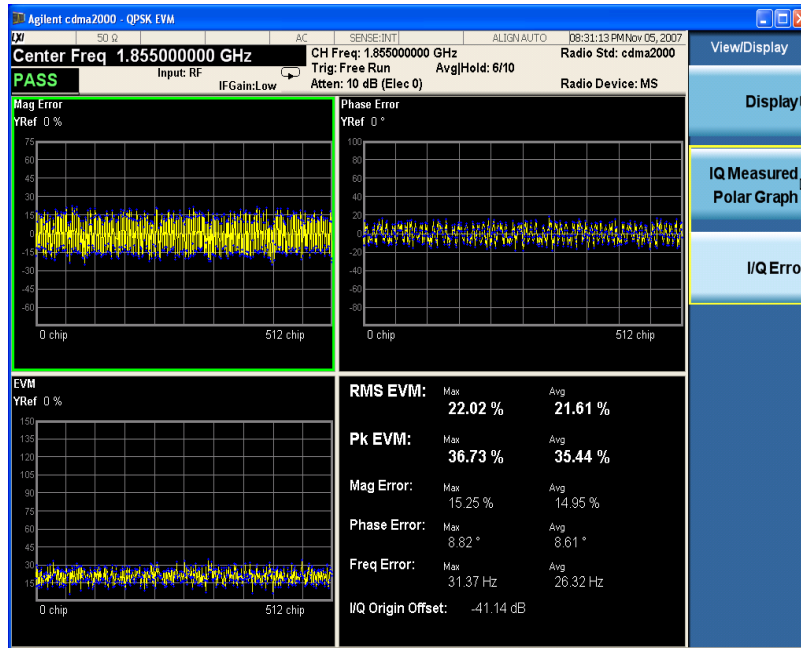 Agilent cdma2000 - QPSK EVM
LXI 50 Ω AC SENSE:INT ALIGN AUTO 08:31:13 PM Nov 05, 2007
Center Freq 1.855000000 GHz
CH Freq: 1.855000000 GHz Radio Std: cdma2000
Input: RF Trig: Free Run Avg|Hold: 6/10
PASS IFGain:Low Atten: 10 dB (Elec 0) Radio Device: MS
View/Display
Display
IQ Measured
Polar Graph
I/Q Erro
Mag Error
YRef 0 %
75
60
45
30
15
0
-15
-30
-45
-60
0 chip 512 chip
Phase Error
YRef 0 °
100
80
60
40
20
0
-20
-40
-60
-80
0 chip 512 chip
EVM
YRef 0 %
150
135
120
105
90
75
60
45
30
15
0 chip 512 chip
RMS EVM: Max Avg
22.02 % 21.61 %
Pk EVM: Max Avg
36.73 % 35.44 %
Mag Error: Max Avg
15.25 % 14.95 %
Phase Error: Max Avg
8.82 ° 8.61 °
Freq Error: Max Avg
31.37 Hz 26.32 Hz
I/Q Origin Offset: -41.14 dB